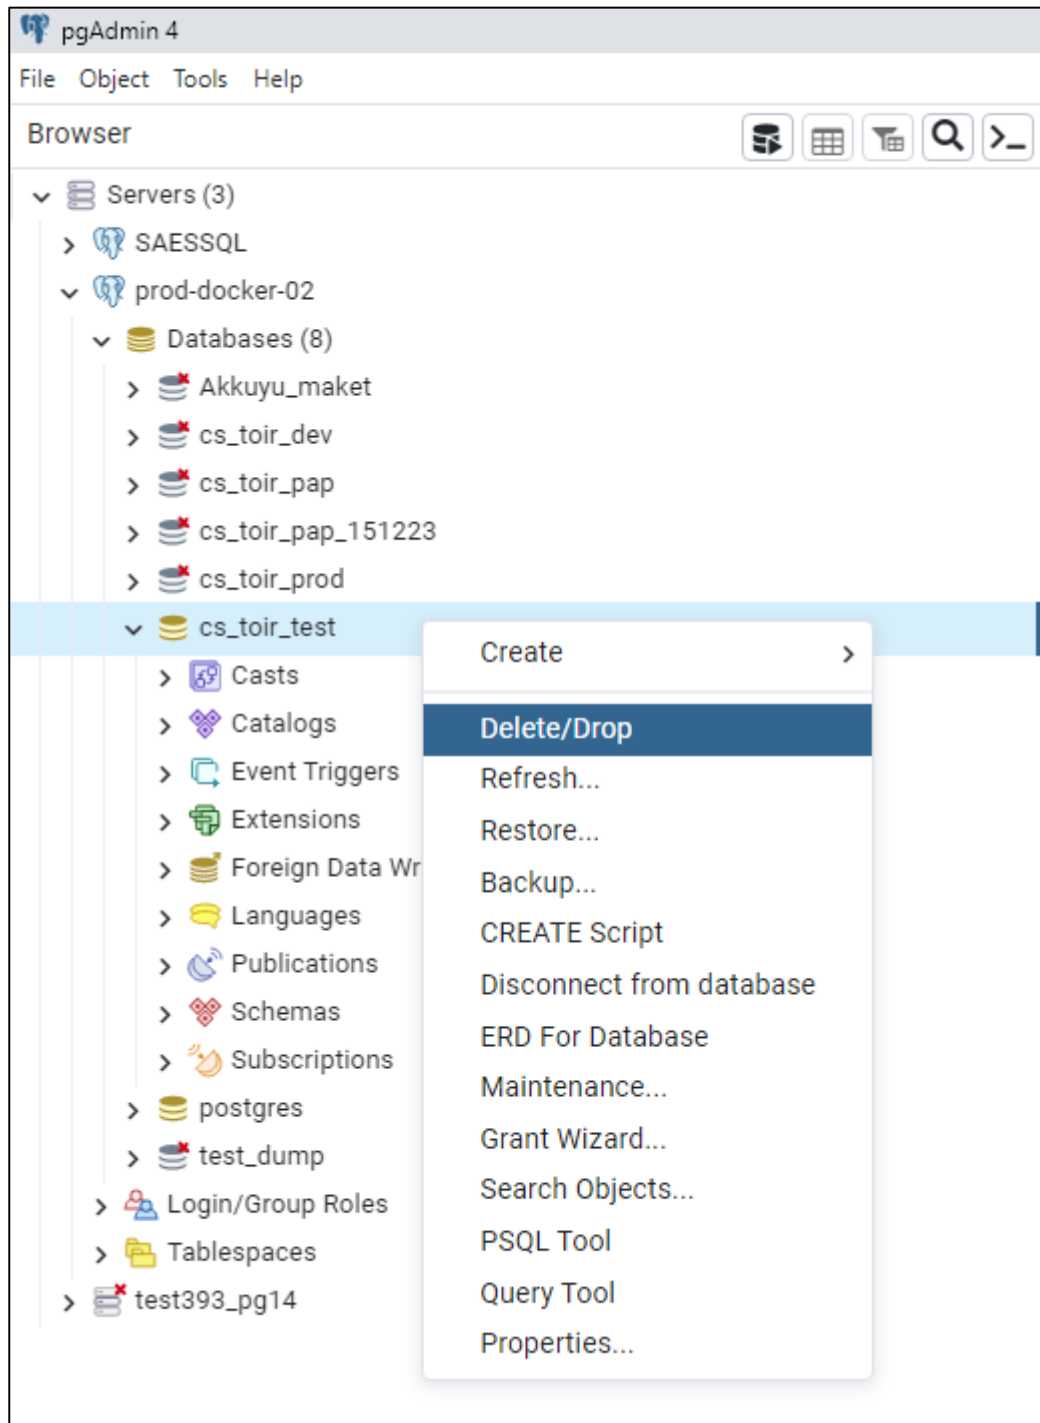 pgAdmin 4
File Object Tools Help
Browser
Servers (3)
SAESSQL
prod-docker-02
Databases (8)
Akkuyu_maket
cs_toir_dev
cs_toir_pap
cs_toir_pap_151223
cs_toir_prod
cs_toir_test
Casts
Catalogs
Event Triggers
Extensions
Foreign Data Wr
Languages
Publications
Schemas
Subscriptions
postgres
test_dump
Login/Group Roles
Tablespaces
test393_pg14
Create
Delete/Drop
Refresh...
Restore...
Backup...
CREATE Script
Disconnect from database
ERD For Database
Maintenance...
Grant Wizard...
Search Objects...
PSQL Tool
Query Tool
Properties...